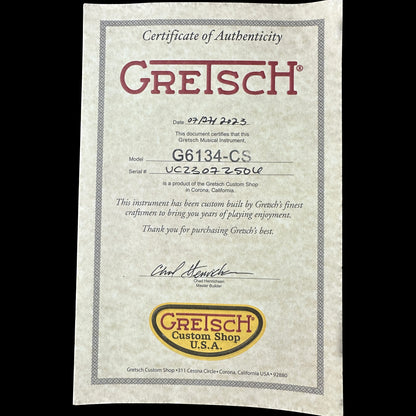 Certificate of Authenticity
GRETSCH®
Date 07/24/2023
This document certifies that this
Gretsch Musical Instrument,
Model G6134-CS
Serial # UC23072506
Is a product of the Gretsch Custom Shop
in Corona, California..
This instrument has been custom built by Gretsch's finest
craftsmen to bring you years of playing enjoyment.
Thank you for purchasing Gretsch's best.
Chad Henrichsen
Chad Henrichsen
Master Builder
GRETSCH
Custom Shop
U.S.A.
Gretsch Custom Shop • 311 Cessna Circle • Corona, California USA • 92880